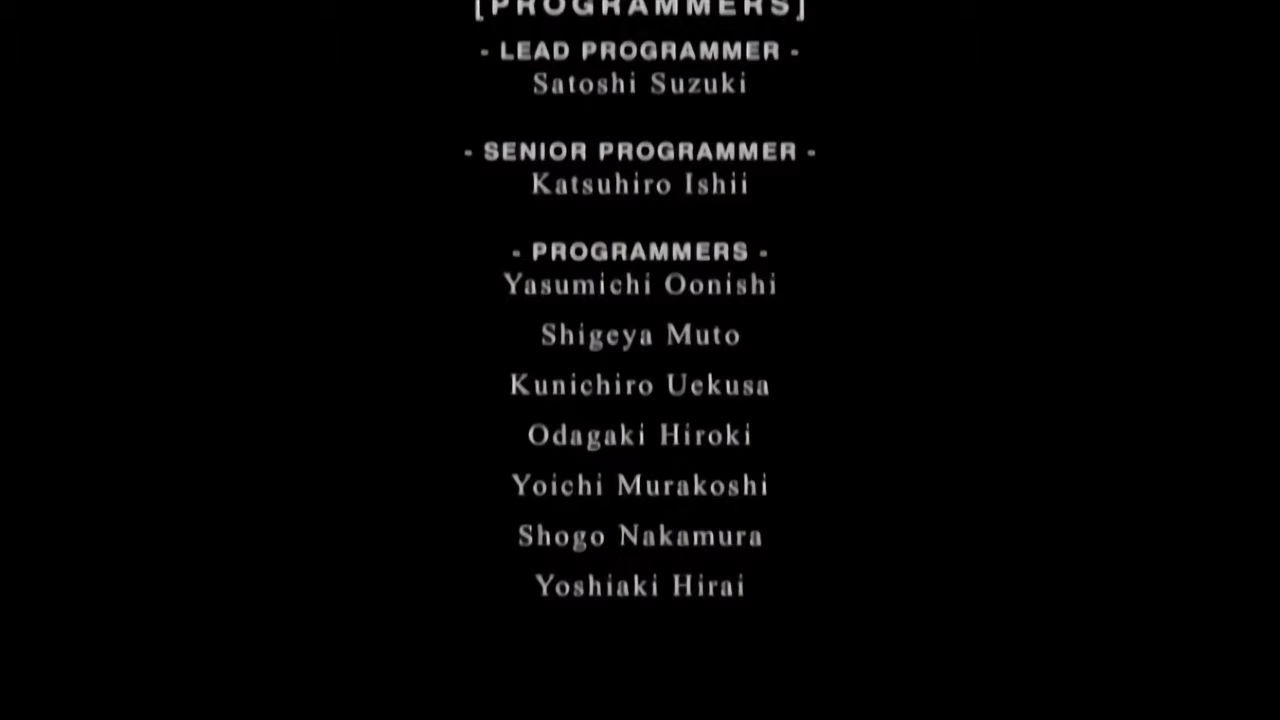 [PROGRAMMERS]
- LEAD PROGRAMMER -
Satoshi Suzuki
- SENIOR PROGRAMMER -
Katsuhiro Ishii
- PROGRAMMERS -
Yasumichi Oonishi
Shigeya Muto
Kunichiro Uekusa
Odagaki Hiroki
Yoichi Murakoshi
Shogo Nakamura
Yoshiaki Hirai